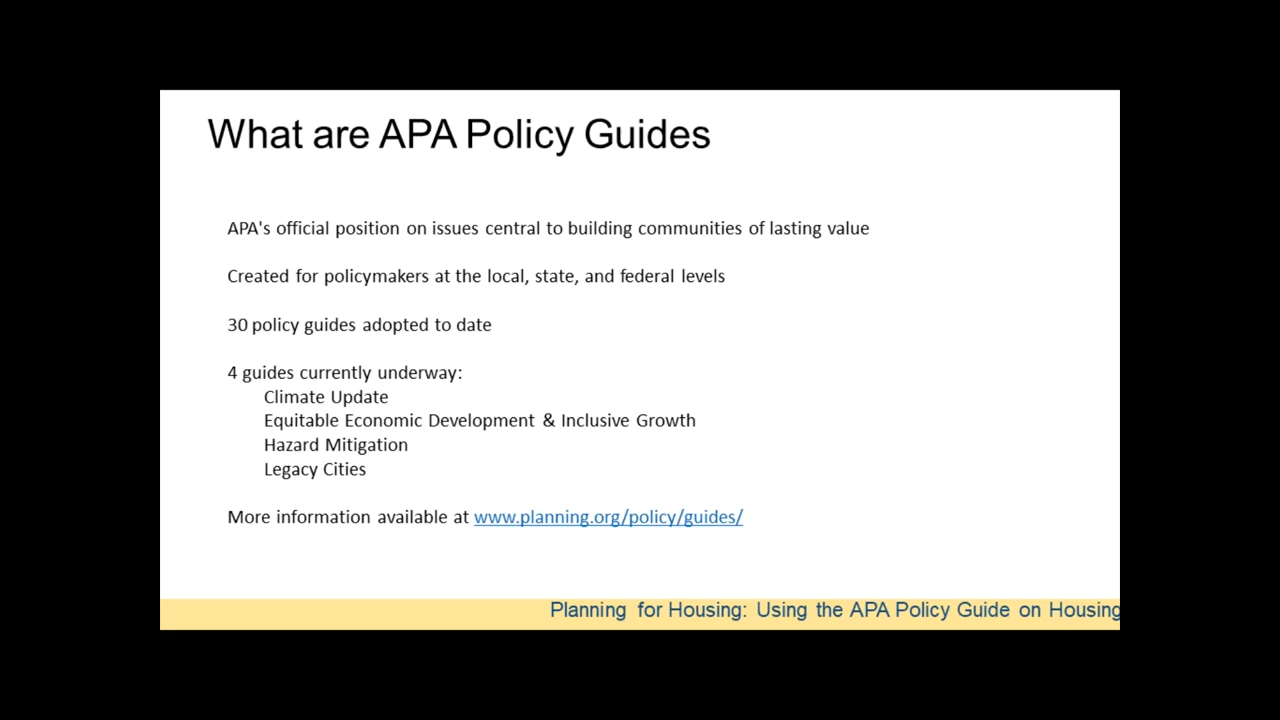 What are APA Policy Guides
APA's official position on issues central to building communities of lasting value
Created for policymakers at the local, state, and federal levels
30 policy guides adopted to date
4 guides currently underway:
Climate Update
Equitable Economic Development & Inclusive Growth
Hazard Mitigation
Legacy Cities
More information available at www.planning.org/policy/guides/
Planning for Housing: Using the APA Policy Guide on Housing